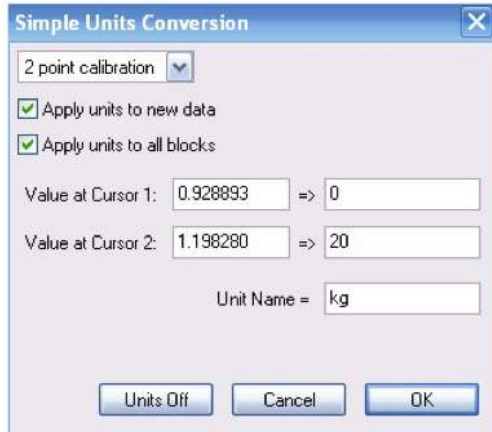 Simple Units Conversion
2 point calibration
Apply units to new data
Apply units to all blocks
Value at Cursor 1: 0.928893 => 0
Value at Cursor 2: 1.198280 => 20
Unit Name = kg
Units Off Cancel OK